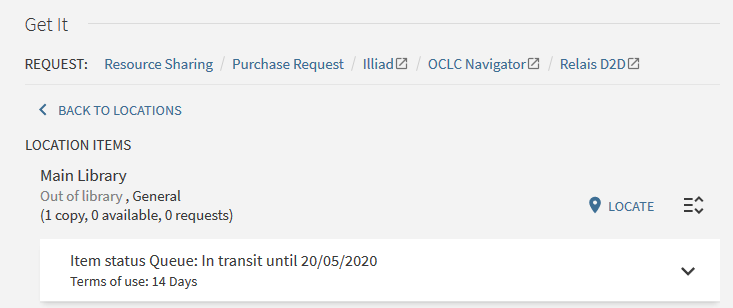 Get It
REQUEST: Resource Sharing / Purchase Request / Illiad / OCLC Navigator / Relais D2D
BACK TO LOCATIONS
LOCATION ITEMS
Main Library
Out of library , General
(1 copy, 0 available, 0 requests)
LOCATE
Item status Queue: In transit until 20/05/2020
Terms of use: 14 Days